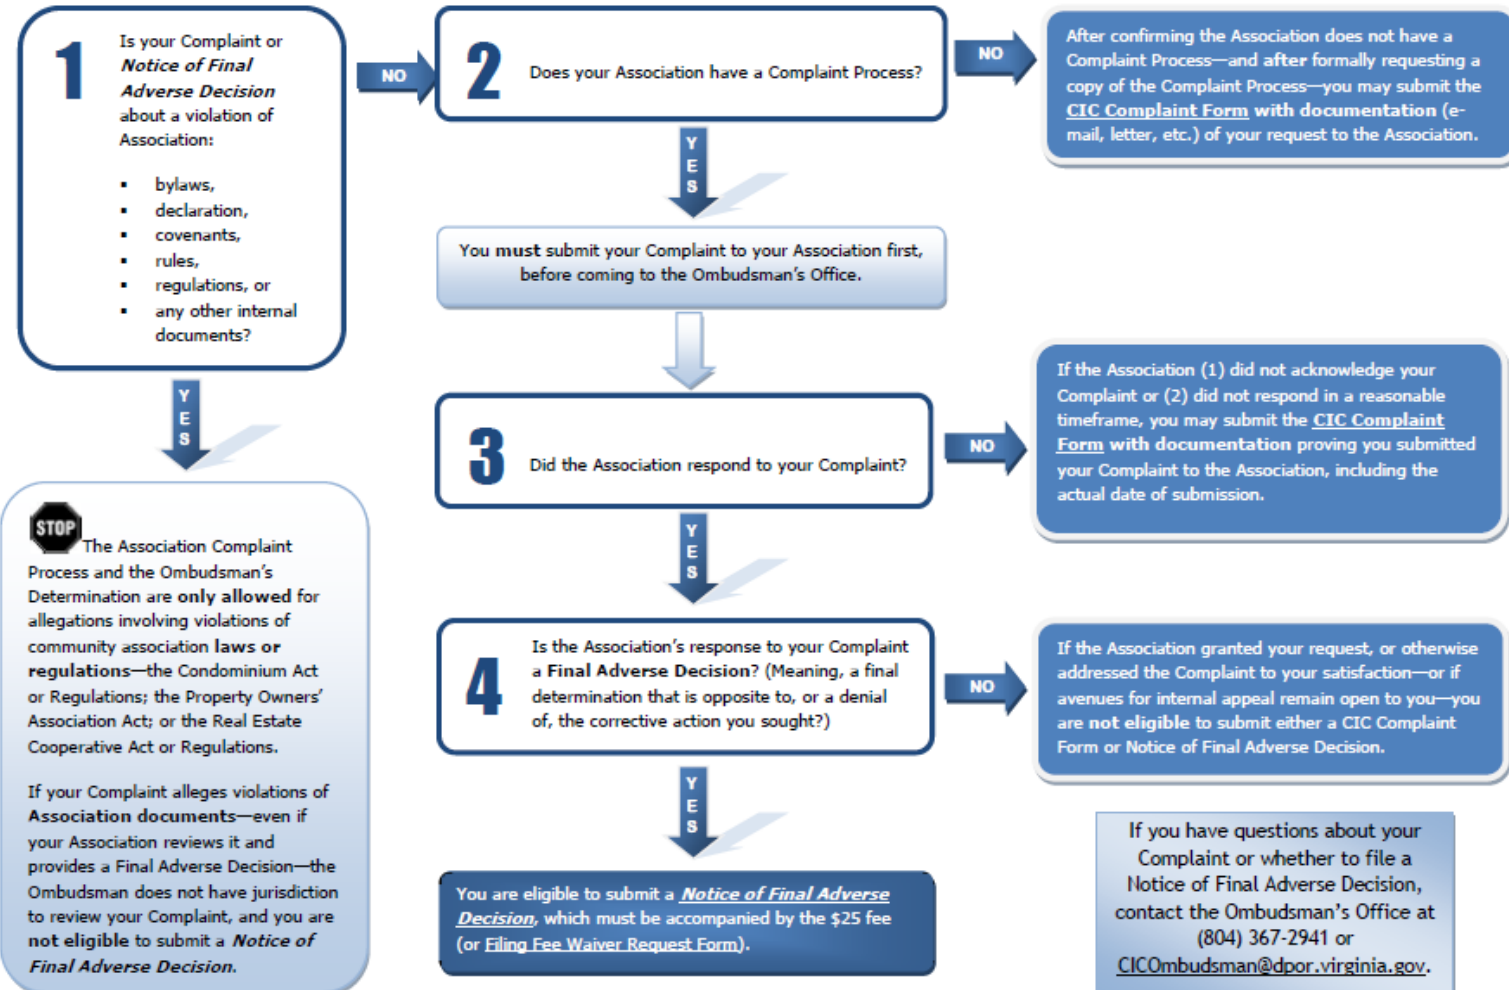 1
Is your Complaint or
Notice of Final
Adverse Decision
about a violation of
Association:
▪ bylaws,
▪ declaration,
▪ covenants,
▪ rules,
▪ regulations, or
▪ any other internal
documents?
NO
YES
STOP
The Association Complaint
Process and the Ombudsman's
Determination are only allowed for
allegations involving violations of
community association laws or
regulations—the Condominium Act
or Regulations; the Property Owners'
Association Act; or the Real Estate
Cooperative Act or Regulations.
If your Complaint alleges violations of
Association documents—even if
your Association reviews it and
provides a Final Adverse Decision—the
Ombudsman does not have jurisdiction
to review your Complaint, and you are
not eligible to submit a Notice of
Final Adverse Decision.
2
Does your Association have a Complaint Process?
NO
After confirming the Association does not have a
Complaint Process—and after formally requesting a
copy of the Complaint Process—you may submit the
CIC Complaint Form with documentation (e-
mail, letter, etc.) of your request to the Association.
YES
You must submit your Complaint to your Association first,
before coming to the Ombudsman's Office.
3
Did the Association respond to your Complaint?
NO
If the Association (1) did not acknowledge your
Complaint or (2) did not respond in a reasonable
timeframe, you may submit the CIC Complaint
Form with documentation proving you submitted
your Complaint to the Association, including the
actual date of submission.
YES
4
Is the Association's response to your Complaint
a Final Adverse Decision? (Meaning, a final
determination that is opposite to, or a denial
of, the corrective action you sought?)
NO
If the Association granted your request, or otherwise
addressed the Complaint to your satisfaction—or if
avenues for internal appeal remain open to you—you
are not eligible to submit either a CIC Complaint
Form or Notice of Final Adverse Decision.
YES
You are eligible to submit a Notice of Final Adverse
Decision, which must be accompanied by the $25 fee
(or Filing Fee Waiver Request Form).
If you have questions about your
Complaint or whether to file a
Notice of Final Adverse Decision,
contact the Ombudsman's Office at
(804) 367-2941 or
CICOmbudsman@dpor.virginia.gov.